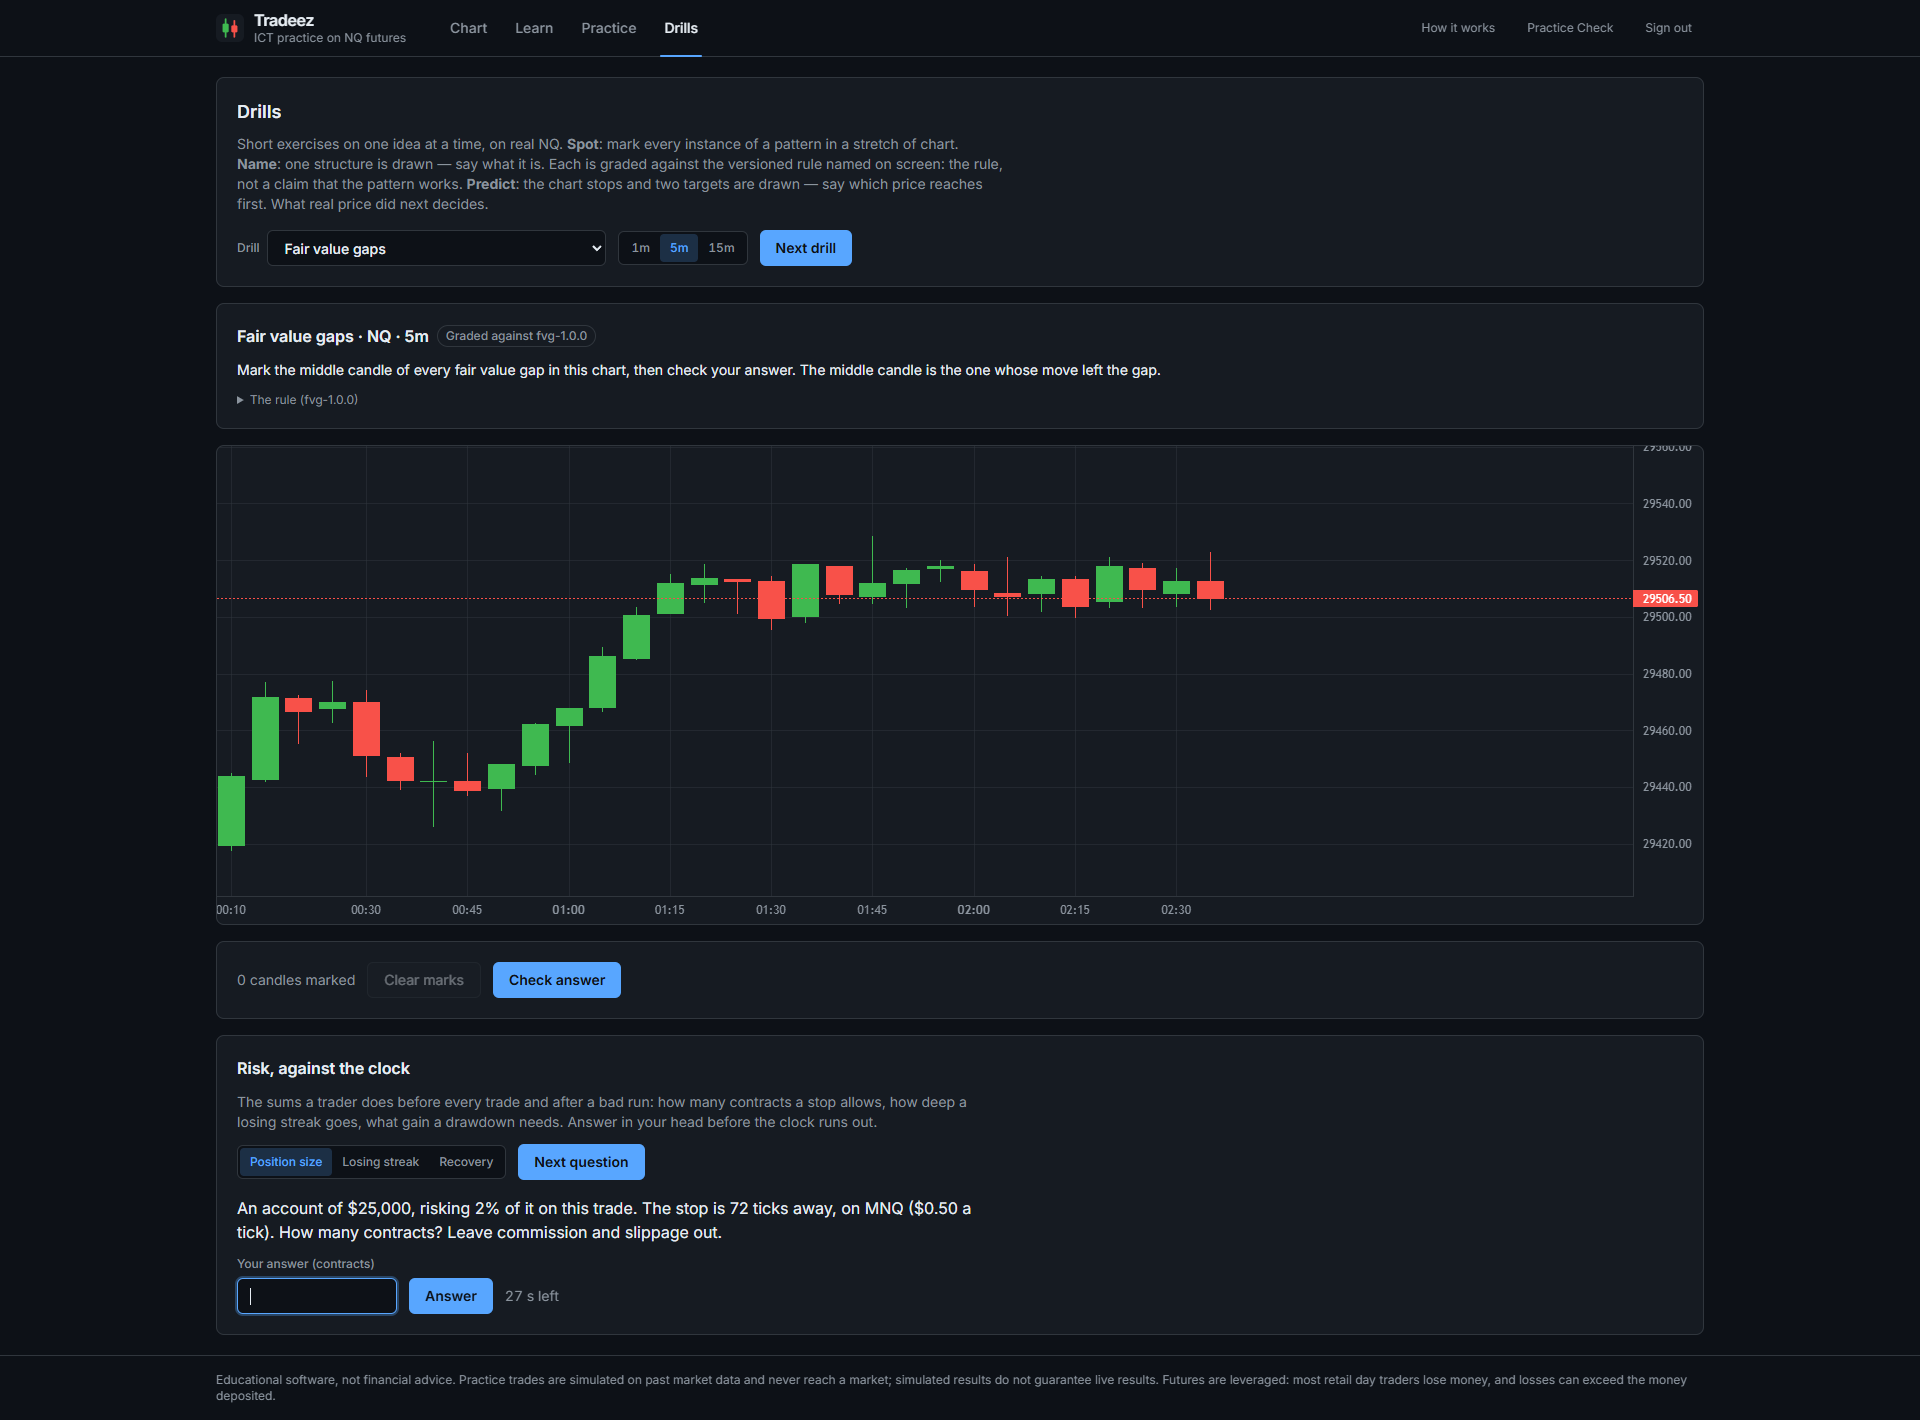 Tradeez
ICT practice on NQ futures
Chart Learn Practice Drills
How it works Practice Check Sign out
Drills
Short exercises on one idea at a time, on real NQ. Spot: mark every instance of a pattern in a stretch of chart.
Name: one structure is drawn — say what it is. Each is graded against the versioned rule named on screen: the rule,
not a claim that the pattern works. Predict: the chart stops and two targets are drawn — say which price reaches
first. What real price did next decides.
Drill Fair value gaps 1m 5m 15m Next drill
Fair value gaps · NQ · 5m Graded against fvg-1.0.0
Mark the middle candle of every fair value gap in this chart, then check your answer. The middle candle is the one whose move left the gap.
The rule (fvg-1.0.0)
29560.00
29540.00
29520.00
29506.50
29500.00
29480.00
29460.00
29440.00
29420.00
00:10 00:30 00:45 01:00 01:15 01:30 01:45 02:00 02:15 02:30
0 candles marked Clear marks Check answer
Risk, against the clock
The sums a trader does before every trade and after a bad run: how many contracts a stop allows, how deep a
losing streak goes, what gain a drawdown needs. Answer in your head before the clock runs out.
Position size Losing streak Recovery Next question
An account of $25,000, risking 2% of it on this trade. The stop is 72 ticks away, on MNQ ($0.50 a
tick). How many contracts? Leave commission and slippage out.
Your answer (contracts)
Answer 27 s left
Educational software, not financial advice. Practice trades are simulated on past market data and never reach a market; simulated results do not guarantee live results. Futures are leveraged: most retail day traders lose money, and losses can exceed the money
deposited.